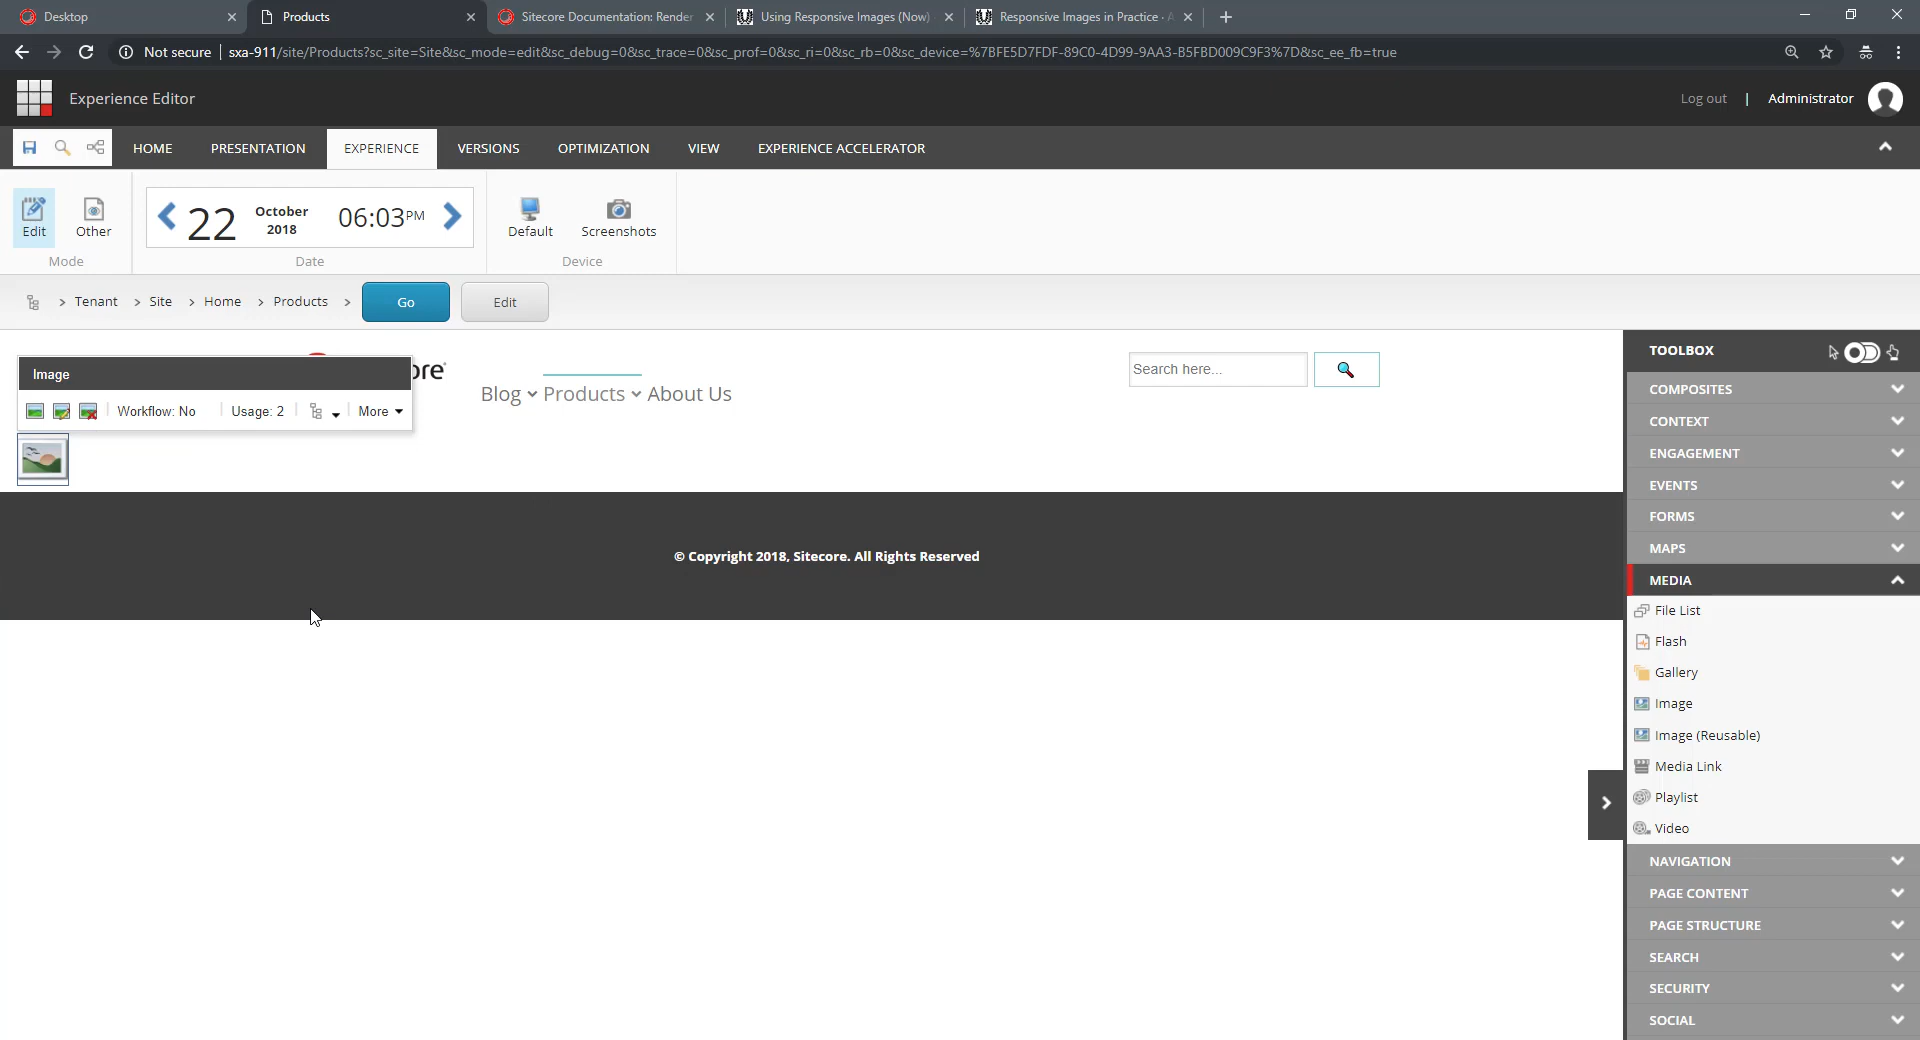 Desktop
Products
Sitecore Documentation: Render
Using Responsive Images (Now)
Responsive Images in Practice · A
Not secure
sxa-911/site/Products?sc_site=Site&sc_mode=edit&sc_debug=0&sc_trace=0&sc_prof=0&sc_ri=0&sc_rb=0&sc_device=%7BFE5D7FDF-89C0-4D99-9AA3-B5FBD009C9F3%7D&sc_ee_fb=true
Experience Editor
Log out | Administrator
HOME
PRESENTATION
EXPERIENCE
VERSIONS
OPTIMIZATION
VIEW
EXPERIENCE ACCELERATOR
Edit
Other
Mode
22
October
2018
06:03PM
Date
Default
Screenshots
Device
Tenant
Site
Home
Products
Go
Edit
Image
Workflow: No
Usage: 2
More
ore
Blog
Products
About Us
Search here...
© Copyright 2018, Sitecore. All Rights Reserved
TOOLBOX
COMPOSITES
CONTEXT
ENGAGEMENT
EVENTS
FORMS
MAPS
MEDIA
File List
Flash
Gallery
Image
Image (Reusable)
Media Link
Playlist
Video
NAVIGATION
PAGE CONTENT
PAGE STRUCTURE
SEARCH
SECURITY
SOCIAL